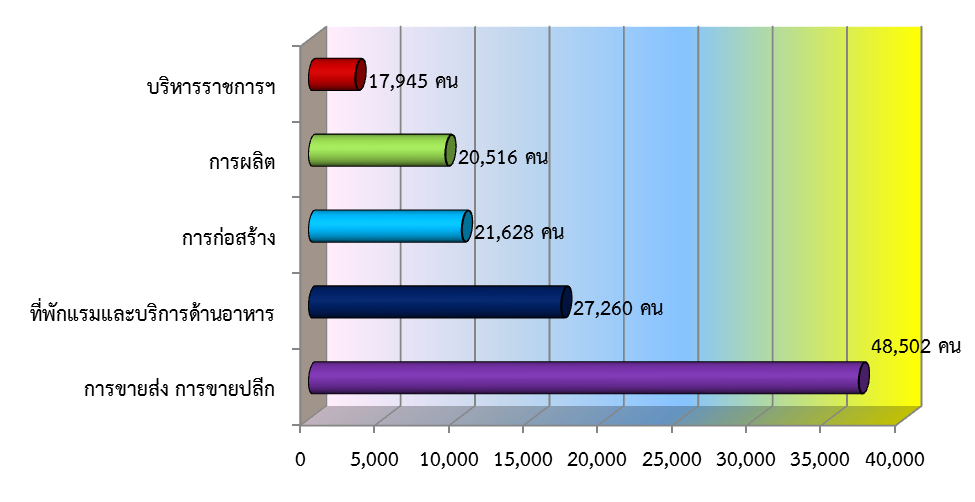 บริหารราชการฯ 17,945 คน
การผลิต 20,516 คน
การก่อสร้าง 21,628 คน
ที่พักแรมและบริการด้านอาหาร 27,260 คน
48,502 คน
การขายส่ง การขายปลีก
0 5,000 10,000 15,000 20,000 25,000 30,000 35,000 40,000